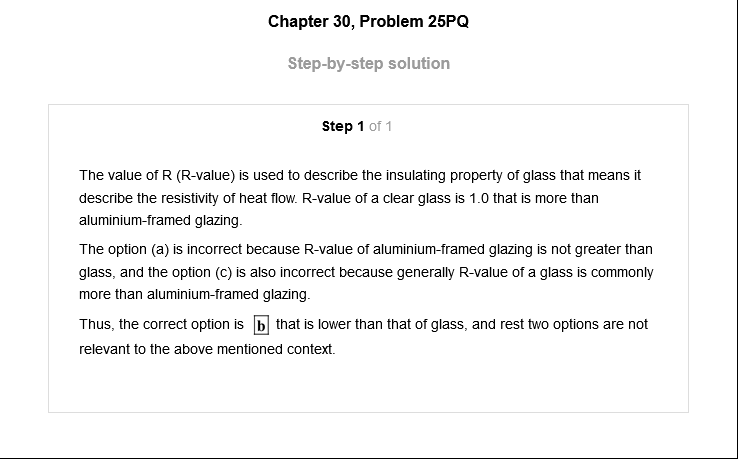 Chapter 30, Problem 25PQ
Step-by-step solution
Step 1 of 1
The value of R (R-value) is used to describe the insulating property of glass that means it
describe the resistivity of heat flow. R-value of a clear glass is 1.0 that is more than
aluminium-framed glazing.
The option (a) is incorrect because R-value of aluminium-framed glazing is not greater than
glass, and the option (c) is also incorrect because generally R-value of a glass is commonly
more than aluminium-framed glazing.
Thus, the correct option is b that is lower than that of glass, and rest two options are not
relevant to the above mentioned context.